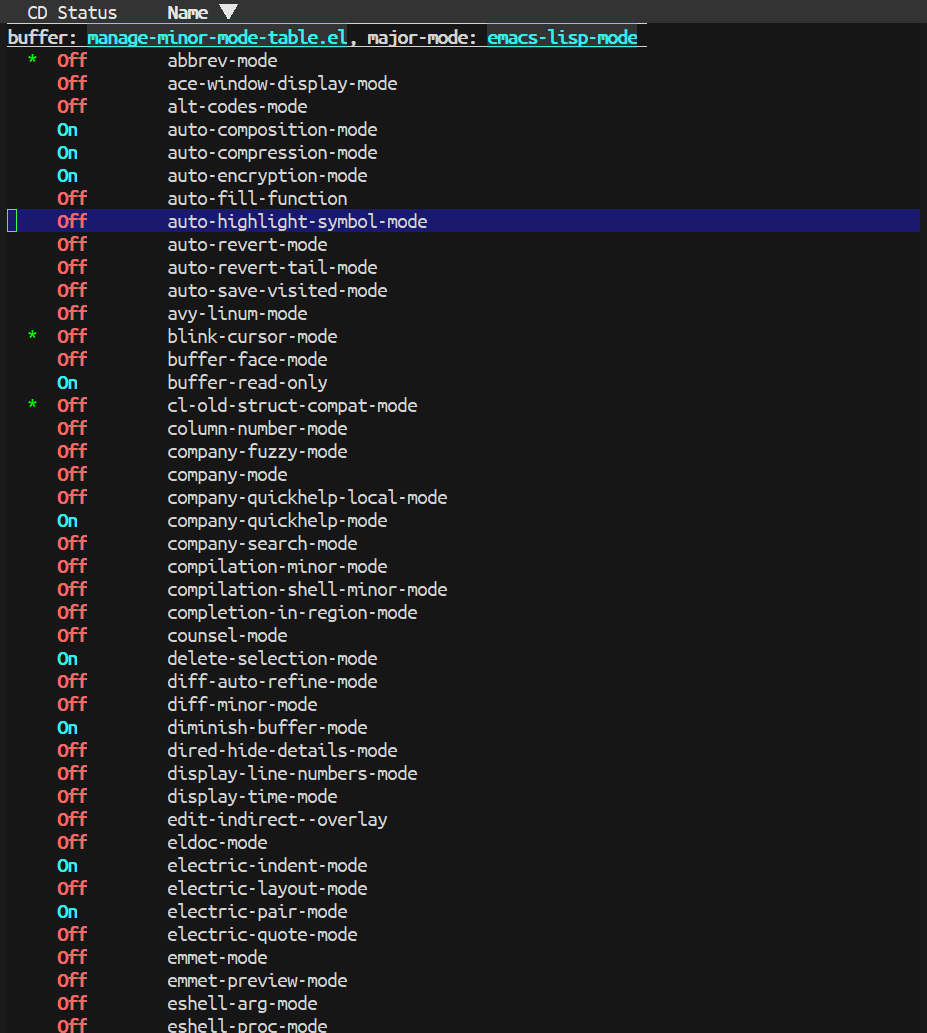 CD Status Name ▼
buffer: manage-minor-mode-table.el, major-mode: emacs-lisp-mode
* Off abbrev-mode
Off ace-window-display-mode
Off alt-codes-mode
On auto-composition-mode
On auto-compression-mode
On auto-encryption-mode
Off auto-fill-function
Off auto-highlight-symbol-mode
Off auto-revert-mode
Off auto-revert-tail-mode
Off auto-save-visited-mode
Off avy-linum-mode
* Off blink-cursor-mode
Off buffer-face-mode
On buffer-read-only
* Off cl-old-struct-compat-mode
Off column-number-mode
Off company-fuzzy-mode
Off company-mode
Off company-quickhelp-local-mode
On company-quickhelp-mode
Off company-search-mode
Off compilation-minor-mode
Off compilation-shell-minor-mode
Off completion-in-region-mode
Off counsel-mode
On delete-selection-mode
Off diff-auto-refine-mode
Off diff-minor-mode
On diminish-buffer-mode
Off dired-hide-details-mode
Off display-line-numbers-mode
Off display-time-mode
Off edit-indirect--overlay
Off eldoc-mode
On electric-indent-mode
Off electric-layout-mode
On electric-pair-mode
Off electric-quote-mode
Off emmet-mode
Off emmet-preview-mode
Off eshell-arg-mode
Off eshell-proc-mode